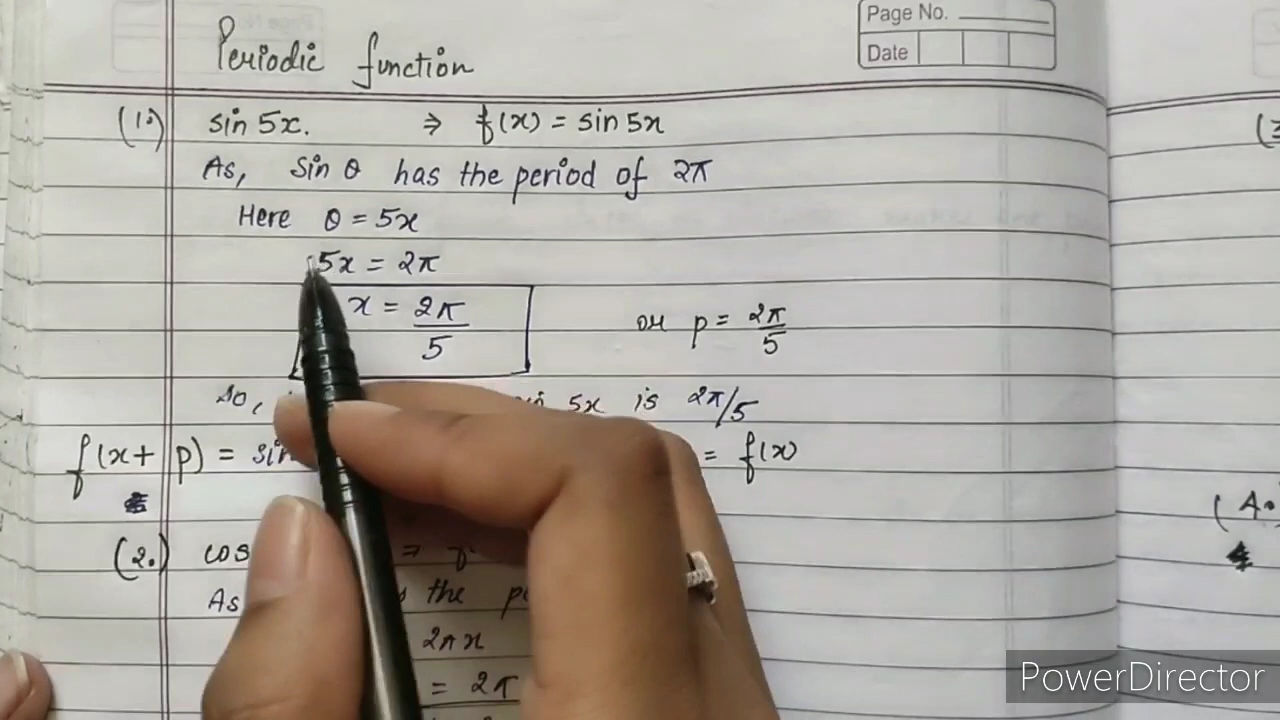 Page No.
Date
Periodic function
(1.) sin 5x. ⇒ f(x) = sin 5x
As, Sin θ has the period of 2π
Here θ = 5x
5x = 2π
x = 2π/5 or p = 2π/5
So, sin 5x is 2π/5
f(x + p) = sin = f(x)
(2.) cos ⇒ f
As the
2πx
= 2π
(4.
PowerDirector